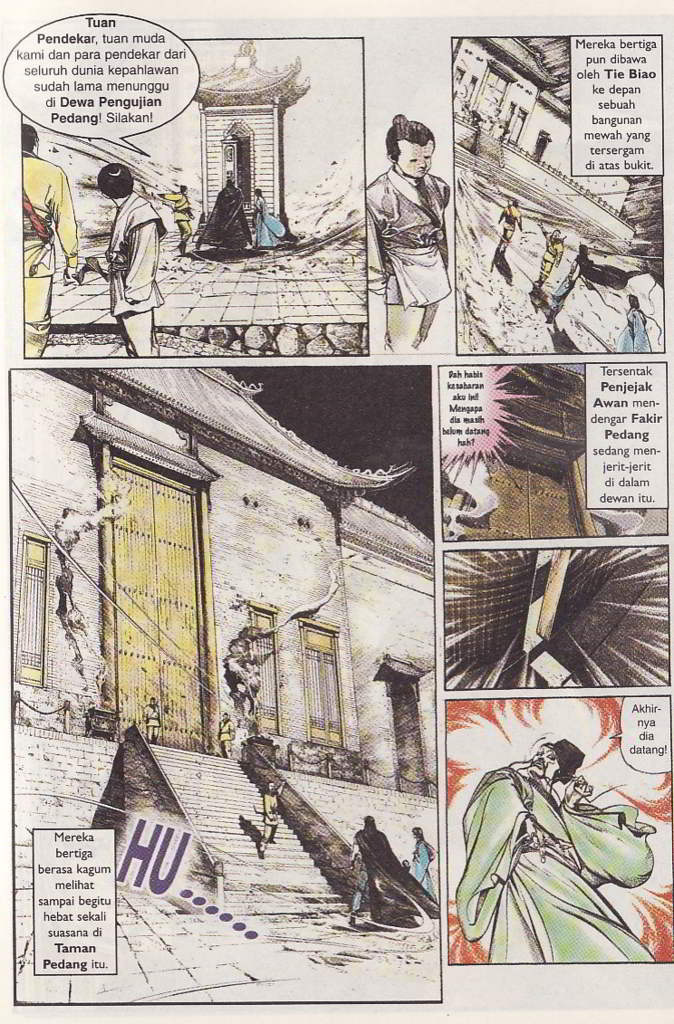 Tuan
Pendekar, tuan muda
kami dan para pendekar dari
seluruh dunia kepahlawan
sudah lama menunggu
di Dewa Pengujian
Pedang! Silakan!
Mereka bertiga
pun dibawa
oleh Tie Biao
ke depan
sebuah
bangunan
mewah yang
tersergam
di atas bukit.
Mereka
bertiga
berasa kagum
melihat
sampai begitu
hebat sekali
suasana di
Taman
Pedang itu.
HU......
Dah habis
kesabaran
aku ini!
Mengapa
dia masih
belum datang
hah?
Tersentak
Penjejak
Awan men-
dengar Fakir
Pedang
sedang men-
jerit-jerit
di dalam
dewan itu.
Akhir-
nya
dia
datang!